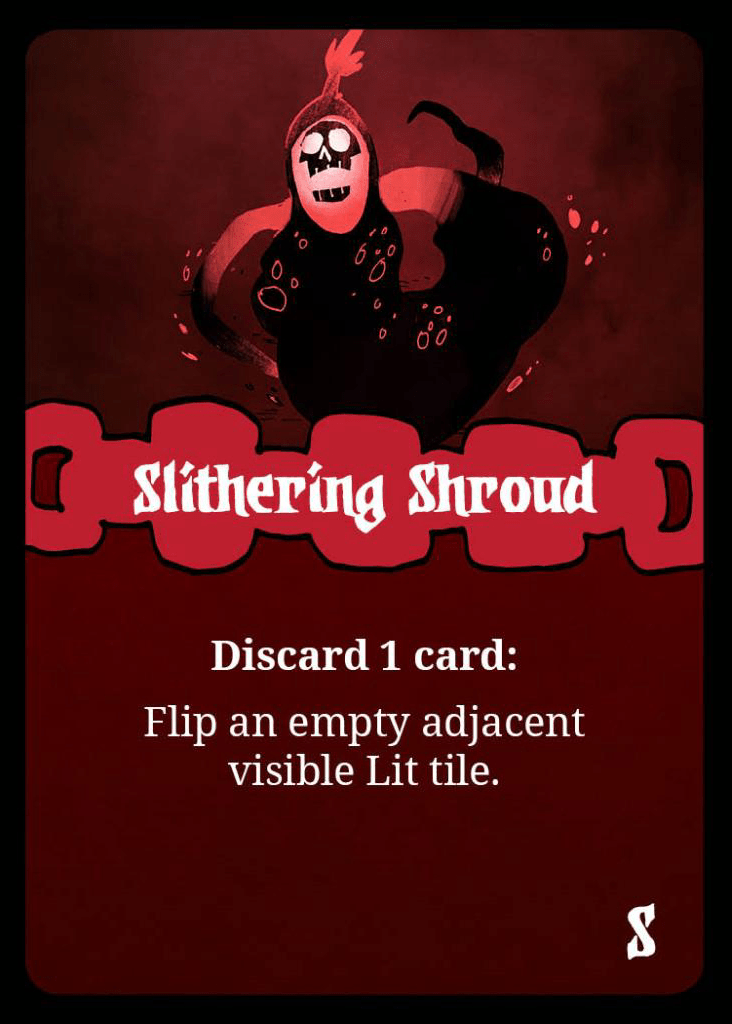 Slithering Shroud
Discard 1 card:
Flip an empty adjacent
visible Lit tile.
S